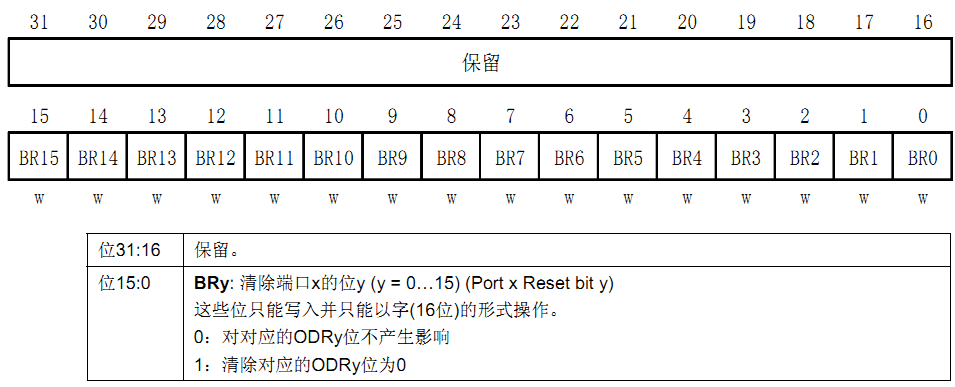 31 30 29 28 27 26 25 24 23 22 21 20 19 18 17 16
保留
15 14 13 12 11 10 9 8 7 6 5 4 3 2 1 0
BR15 BR14 BR13 BR12 BR11 BR10 BR9 BR8 BR7 BR6 BR5 BR4 BR3 BR2 BR1 BR0
w w w w w w w w w w w w w w w w
位31:16 保留。
位15:0 BRy: 清除端口x的位y (y = 0…15) (Port x Reset bit y)
这些位只能写入并只能以字(16位)的形式操作。
0：对对应的ODRy位不产生影响
1：清除对应的ODRy位为0